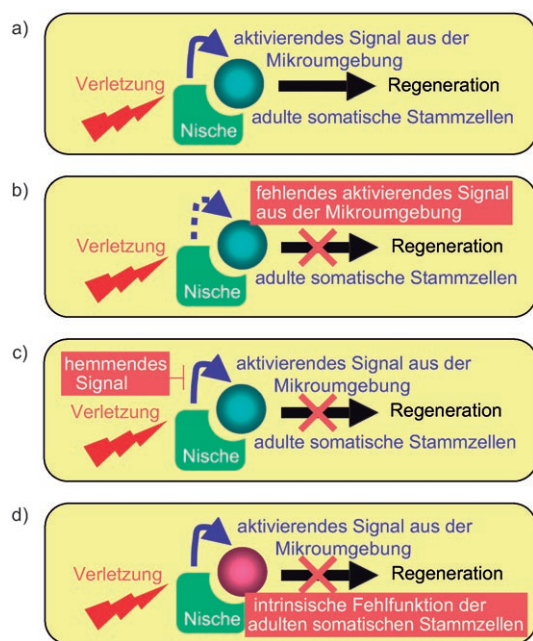 a)
aktivierendes Signal aus der
Mikroumgebung
Verletzung
Regeneration
Nische
adulte somatische Stammzellen
b)
fehlendes aktivierendes Signal
aus der Mikroumgebung
Verletzung
Regeneration
Nische
adulte somatische Stammzellen
c)
hemmendes
Signal
aktivierendes Signal aus der
Mikroumgebung
Verletzung
Regeneration
Nische
adulte somatische Stammzellen
d)
aktivierendes Signal aus der
Mikroumgebung
Verletzung
Regeneration
Nische
intrinsische Fehlfunktion der
adulten somatischen Stammzellen